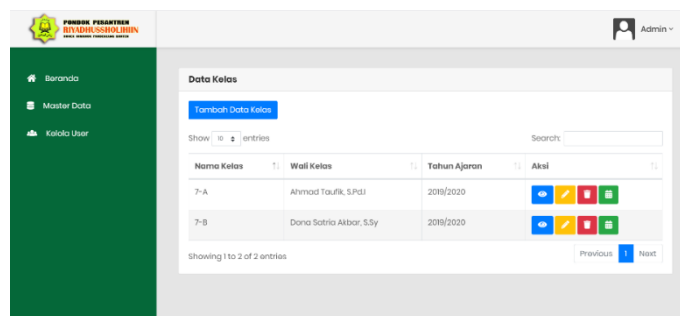 PONDOK PESANTREN
RIYADHUSSHOLIHIIN
Admin
Beranda
Master Data
Kelola User
Data Kelas
Tambah Data Kelas
Show 10 entries
Search:
Nama Kelas Wali Kelas Tahun Ajaran Aksi
7-A Ahmad Taufik, S.Pd.I 2019/2020
7-B Dona Satria Akbar, S,Sy 2019/2020
Showing 1 to 2 of 2 entries
Previous 1 Next